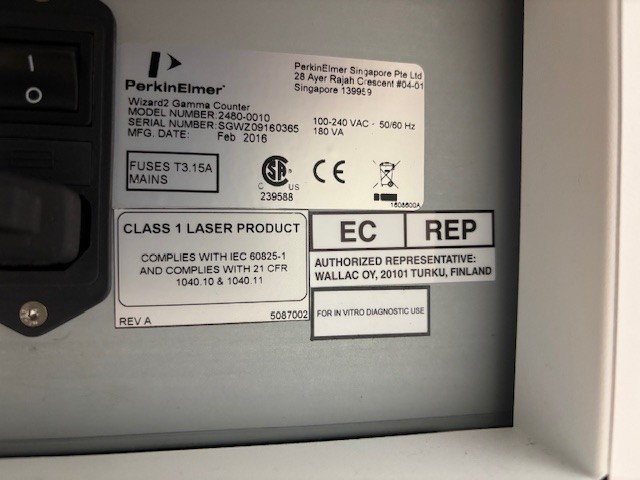 PerkinElmer
Wizard2 Gamma Counter
MODEL NUMBER:2480-0010
SERIAL NUMBER:SGWZ09160365
MFG. DATE: Feb 2016
PerkinElmer Singapore Pte Ltd
28 Ayer Rajah Crescent #04-01
Singapore 139959
100-240 VAC · 50/60 Hz
180 VA
FUSES T3.15A
MAINS
C US
239588
CE
1608600A
CLASS 1 LASER PRODUCT
COMPLIES WITH IEC 60825-1
AND COMPLIES WITH 21 CFR
1040.10 & 1040.11
REV A 5087002
EC REP
AUTHORIZED REPRESENTATIVE:
WALLAC OY, 20101 TURKU, FINLAND
FOR IN VITRO DIAGNOSTIC USE